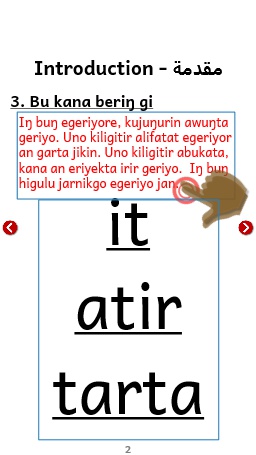 Introduction - مقدمة
3. Bu kana beriŋ gi
Iŋ buŋ egeriyore, kujuŋurin awuŋta
geriyo. Uno kiligitir alifatat egeriyor
an garta jikin. Uno kiligitir abukata,
kana an eriyekta irir geriyo. Iŋ buŋ
higulu jarnikgo egeriyo jan.
it
atir
tarta
2